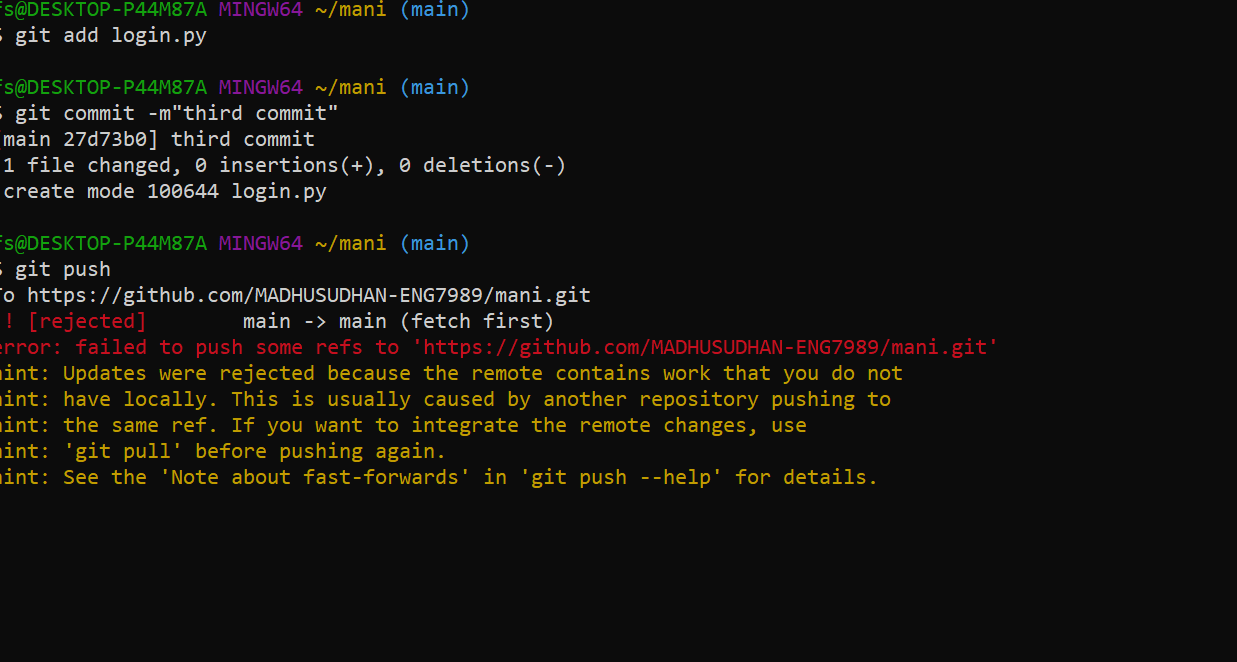 fs@DESKTOP-P44M87A MINGW64 ~/mani (main)
$ git add login.py
fs@DESKTOP-P44M87A MINGW64 ~/mani (main)
$ git commit -m"third commit"
[main 27d73b0] third commit
1 file changed, 0 insertions(+), 0 deletions(-)
create mode 100644 login.py
fs@DESKTOP-P44M87A MINGW64 ~/mani (main)
$ git push
To https://github.com/MADHUSUDHAN-ENG7989/mani.git
! [rejected] main -> main (fetch first)
error: failed to push some refs to 'https://github.com/MADHUSUDHAN-ENG7989/mani.git'
hint: Updates were rejected because the remote contains work that you do not
hint: have locally. This is usually caused by another repository pushing to
hint: the same ref. If you want to integrate the remote changes, use
hint: 'git pull' before pushing again.
hint: See the 'Note about fast-forwards' in 'git push --help' for details.